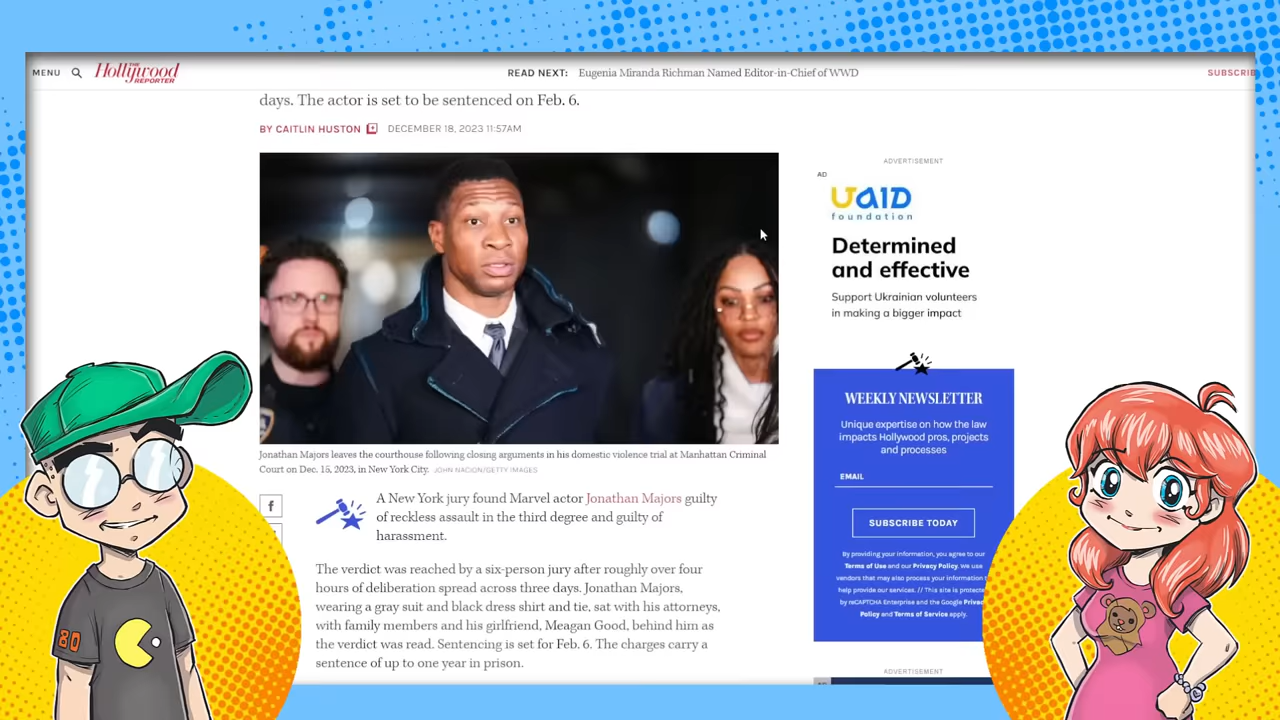 MENU
THE
Hollywood
REPORTER
READ NEXT: Eugenia Miranda Richman Named Editor-in-Chief of WWD
SUBSCRIB
days. The actor is set to be sentenced on Feb. 6.
BY CAITLIN HUSTON
DECEMBER 18, 2023 11:57AM
Jonathan Majors leaves the courthouse following closing arguments in his domestic violence trial at Manhattan Criminal
Court on Dec. 15, 2023, in New York City. JOHN NACION/GETTY IMAGES
f
A New York jury found Marvel actor Jonathan Majors guilty
of reckless assault in the third degree and guilty of
harassment.
The verdict was reached by a six-person jury after roughly over four
hours of deliberation spread across three days. Jonathan Majors,
wearing a gray suit and black dress shirt and tie, sat with his attorneys,
with family members and his girlfriend, Meagan Good, behind him as
the verdict was read. Sentencing is set for Feb. 6. The charges carry a
sentence of up to one year in prison.
ADVERTISEMENT
AD
UAID
foundation
Determined
and effective
Support Ukrainian volunteers
in making a bigger impact
WEEKLY NEWSLETTER
Unique expertise on how the law
impacts Hollywood pros, projects
and processes
EMAIL
SUBSCRIBE TODAY
By providing your information, you agree to our
Terms of Use and our Privacy Policy. We use
vendors that may also process your information t
help provide our services. // This site is protecte
by reCAPTCHA Enterprise and the Google Privac
Policy and Terms of Service apply.
ADVERTISEMENT
80